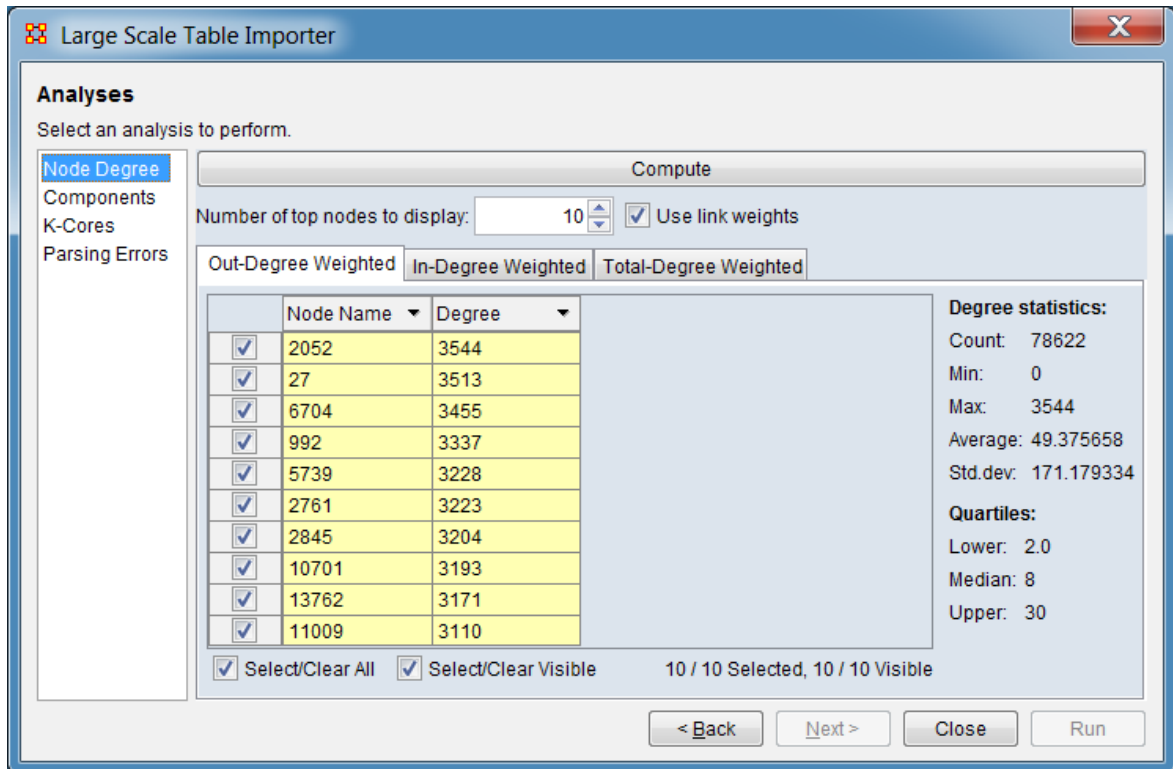 Large Scale Table Importer
X
Analyses
Select an analysis to perform.
Node Degree
Components
K-Cores
Parsing Errors
Compute
Number of top nodes to display: 10 Use link weights
Out-Degree Weighted In-Degree Weighted Total-Degree Weighted
Node Name Degree
2052 3544
27 3513
6704 3455
992 3337
5739 3228
2761 3223
2845 3204
10701 3193
13762 3171
11009 3110
Degree statistics:
Count: 78622
Min: 0
Max: 3544
Average: 49.375658
Std.dev: 171.179334
Quartiles:
Lower: 2.0
Median: 8
Upper: 30
Select/Clear All Select/Clear Visible 10 / 10 Selected, 10 / 10 Visible
< Back Next > Close Run